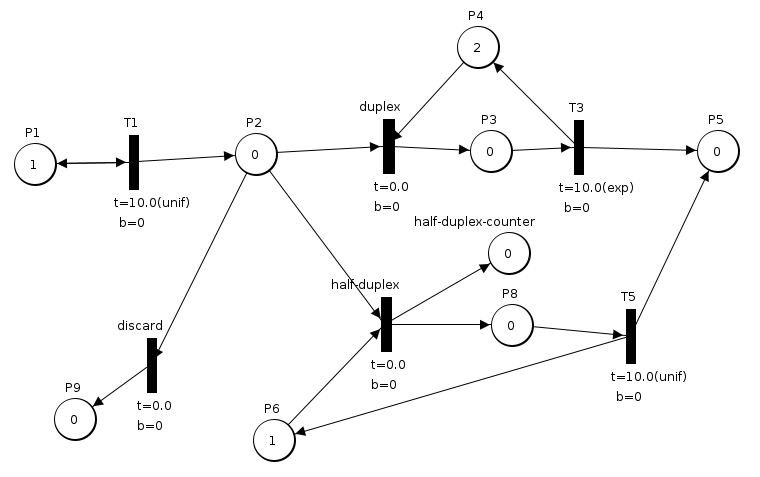 P4
2
duplex
T3
P1
T1
P2
P3
P5
1
0
0
0
t=10.0(unif)
b=0
t=0.0
b=0
t=10.0(exp)
b=0
half-duplex-counter
0
half-duplex
P8
T5
0
discard
t=0.0
b=0
t=10.0(unif)
b=0
P9
0
t=0.0
b=0
P6
1